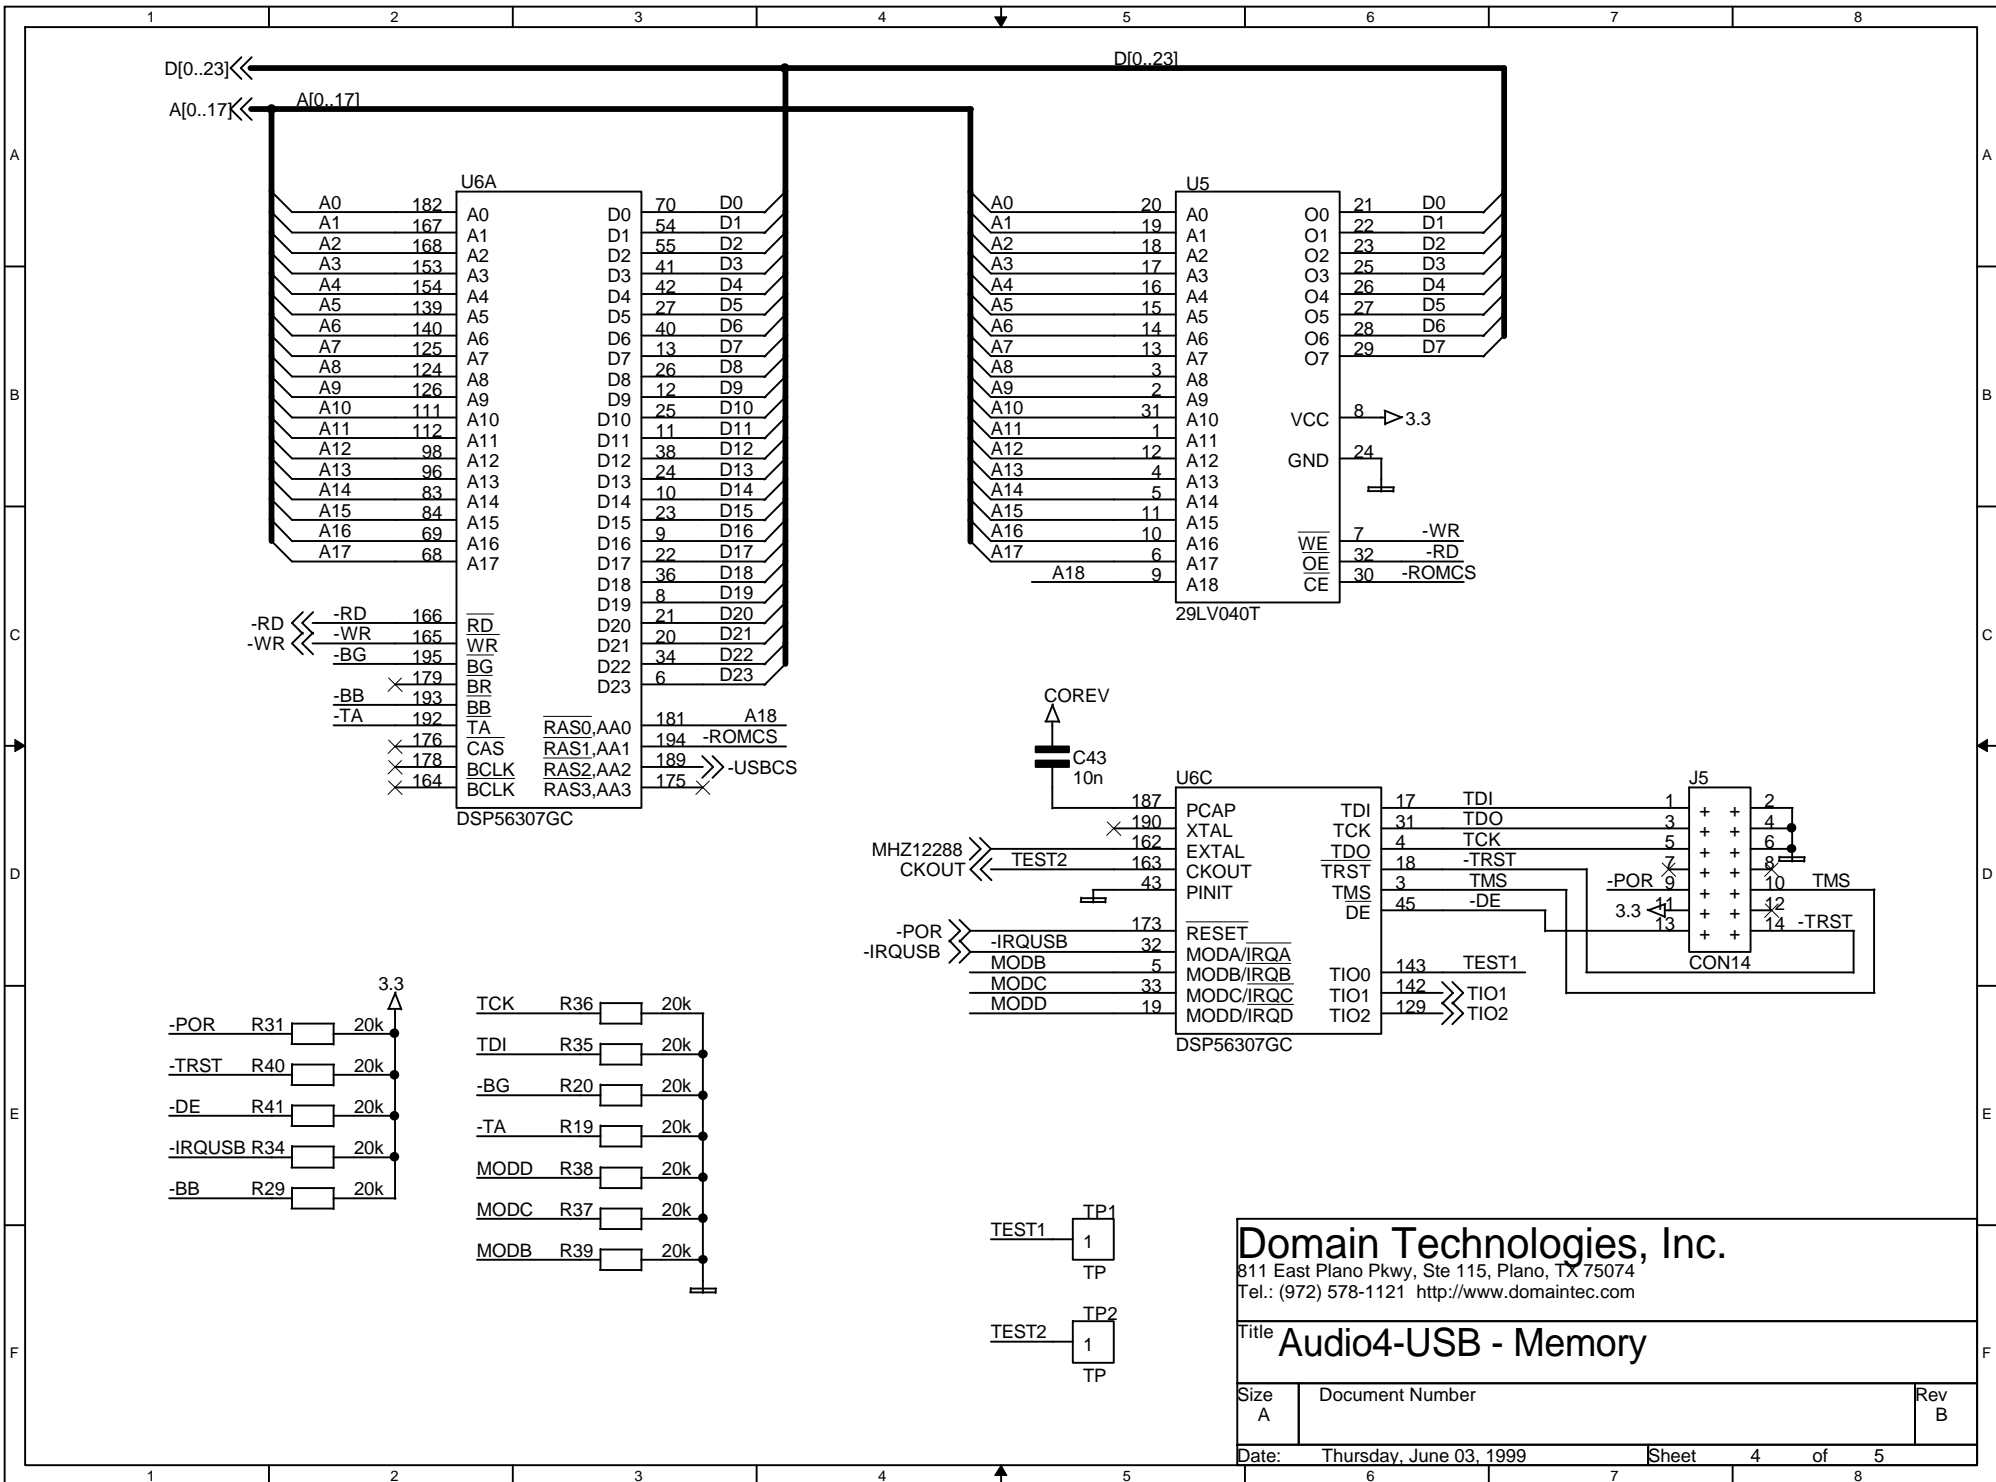 1 2 3 4 5 6 7 8
A
B
C
D
E
F
A
B
C
D
E
F
D[0..23]
D[0..23]
A[0..17]
A[0..17]
U6A
A0 182 A0 D0 70 D0
A1 167 A1 D1 54 D1
A2 168 A2 D2 55 D2
A3 153 A3 D3 41 D3
A4 154 A4 D4 42 D4
A5 139 A5 D5 27 D5
A6 140 A6 D6 40 D6
A7 125 A7 D7 13 D7
A8 124 A8 D8 26 D8
A9 126 A9 D9 12 D9
A10 111 A10 D10 25 D10
A11 112 A11 D11 11 D11
A12 98 A12 D12 38 D12
A13 96 A13 D13 24 D13
A14 83 A14 D14 10 D14
A15 84 A15 D15 23 D15
A16 69 A16 D16 9 D16
A17 68 A17 D17 22 D17
D18 36 D18
D19 8 D19
-RD -RD 166 RD D20 21 D20
-WR -WR 165 WR D21 20 D21
-BG 195 BG D22 34 D22
179 BR D23 6 D23
-BB 193 BB
-TA 192 TA RAS0,AA0 181 A18
176 CAS RAS1,AA1 194 -ROMCS
178 BCLK RAS2,AA2 189 -USBCS
164 BCLK RAS3,AA3 175
DSP56307GC
U5
A0 20 A0 O0 21 D0
A1 19 A1 O1 22 D1
A2 18 A2 O2 23 D2
A3 17 A3 O3 25 D3
A4 16 A4 O4 26 D4
A5 15 A5 O5 27 D5
A6 14 A6 O6 28 D6
A7 13 A7 O7 29 D7
A8 3 A8
A9 2 A9
A10 31 A10 VCC 8 3.3
A11 1 A11
A12 12 A12 GND 24
A13 4 A13
A14 5 A14
A15 11 A15
A16 10 A16 WE 7 -WR
A17 6 A17 OE 32 -RD
A18 9 A18 CE 30 -ROMCS
29LV040T
COREV
C43
10n
U6C
187 PCAP TDI 17 TDI
190 XTAL TCK 31 TDO
MHZ12288 162 EXTAL TDO 4 TCK
CKOUT TEST2 163 CKOUT TRST 18 -TRST
43 PINIT TMS 3 TMS
DE 45 -DE
-POR 173 RESET
-IRQUSB -IRQUSB 32 MODA/IRQA
MODB 5 MODB/IRQB TIO0 143 TEST1
MODC 33 MODC/IRQC TIO1 142 TIO1
MODD 19 MODD/IRQD TIO2 129 TIO2
DSP56307GC
J5
1 + + 2
3 + + 4
5 + + 6
7 + + 8
-POR 9 + + 10 TMS
3.3 11 + + 12
13 + + 14 -TRST
CON14
3.3
-POR R31 20k
-TRST R40 20k
-DE R41 20k
-IRQUSB R34 20k
-BB R29 20k
TCK R36 20k
TDI R35 20k
-BG R20 20k
-TA R19 20k
MODD R38 20k
MODC R37 20k
MODB R39 20k
TP1
TEST1 1
TP
TP2
TEST2 1
TP
Domain Technologies, Inc.
811 East Plano Pkwy, Ste 115, Plano, TX 75074
Tel.: (972) 578-1121 http://www.domaintec.com
Title Audio4-USB - Memory
Size Document Number Rev
A B
Date: Thursday, June 03, 1999 Sheet 4 of 5
1 2 3 4 5 6 7 8